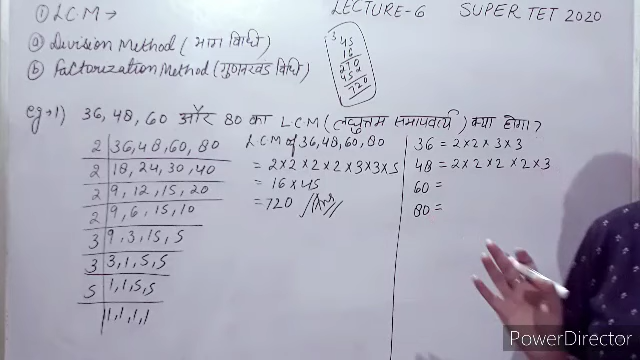 ① L.C.M →
LECTURE-6 SUPER TET 2020
ⓐ Division Method (भाग विधि)
ⓑ Factorization Method (गुणनखंड विधि)
45
16
270
45
720
eg→1) 36, 48, 60 और 80 का L.C.M (लघुत्तम समापवर्त्य) क्या होगा?
2 | 36, 48, 60, 80
2 | 18, 24, 30, 40
2 | 9, 12, 15, 20
2 | 9, 6, 15, 10
3 | 9, 3, 15, 5
3 | 3, 1, 5, 5
5 | 1, 1, 5, 5
| 1, 1, 1, 1
L.C.M of 36, 48, 60, 80
= 2×2×2×2×3×3×5
= 16 × 45
= 720 //Ans//
36 = 2×2×3×3
48 = 2×2×2×2×3
60 =
80 =
POWERED BY
PowerDirector